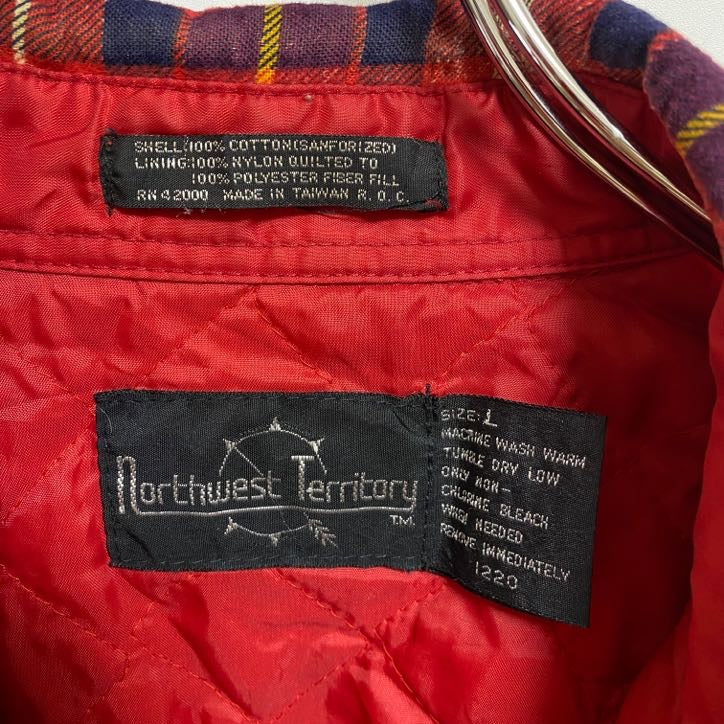 SHELL:100% COTTON(SANFORIZED)
LINING:100% NYLON QUILTED TO
100% POLYESTER FIBER FILL
RN 42000 MADE IN TAIWAN R.O.C.
Northwest Territory
T.M.
SIZE: L
MACHINE WASH WARM
TUMBLE DRY LOW
ONLY NON-
CHLORINE BLEACH
WHEN NEEDED
REMOVE IMMEDIATELY
1220